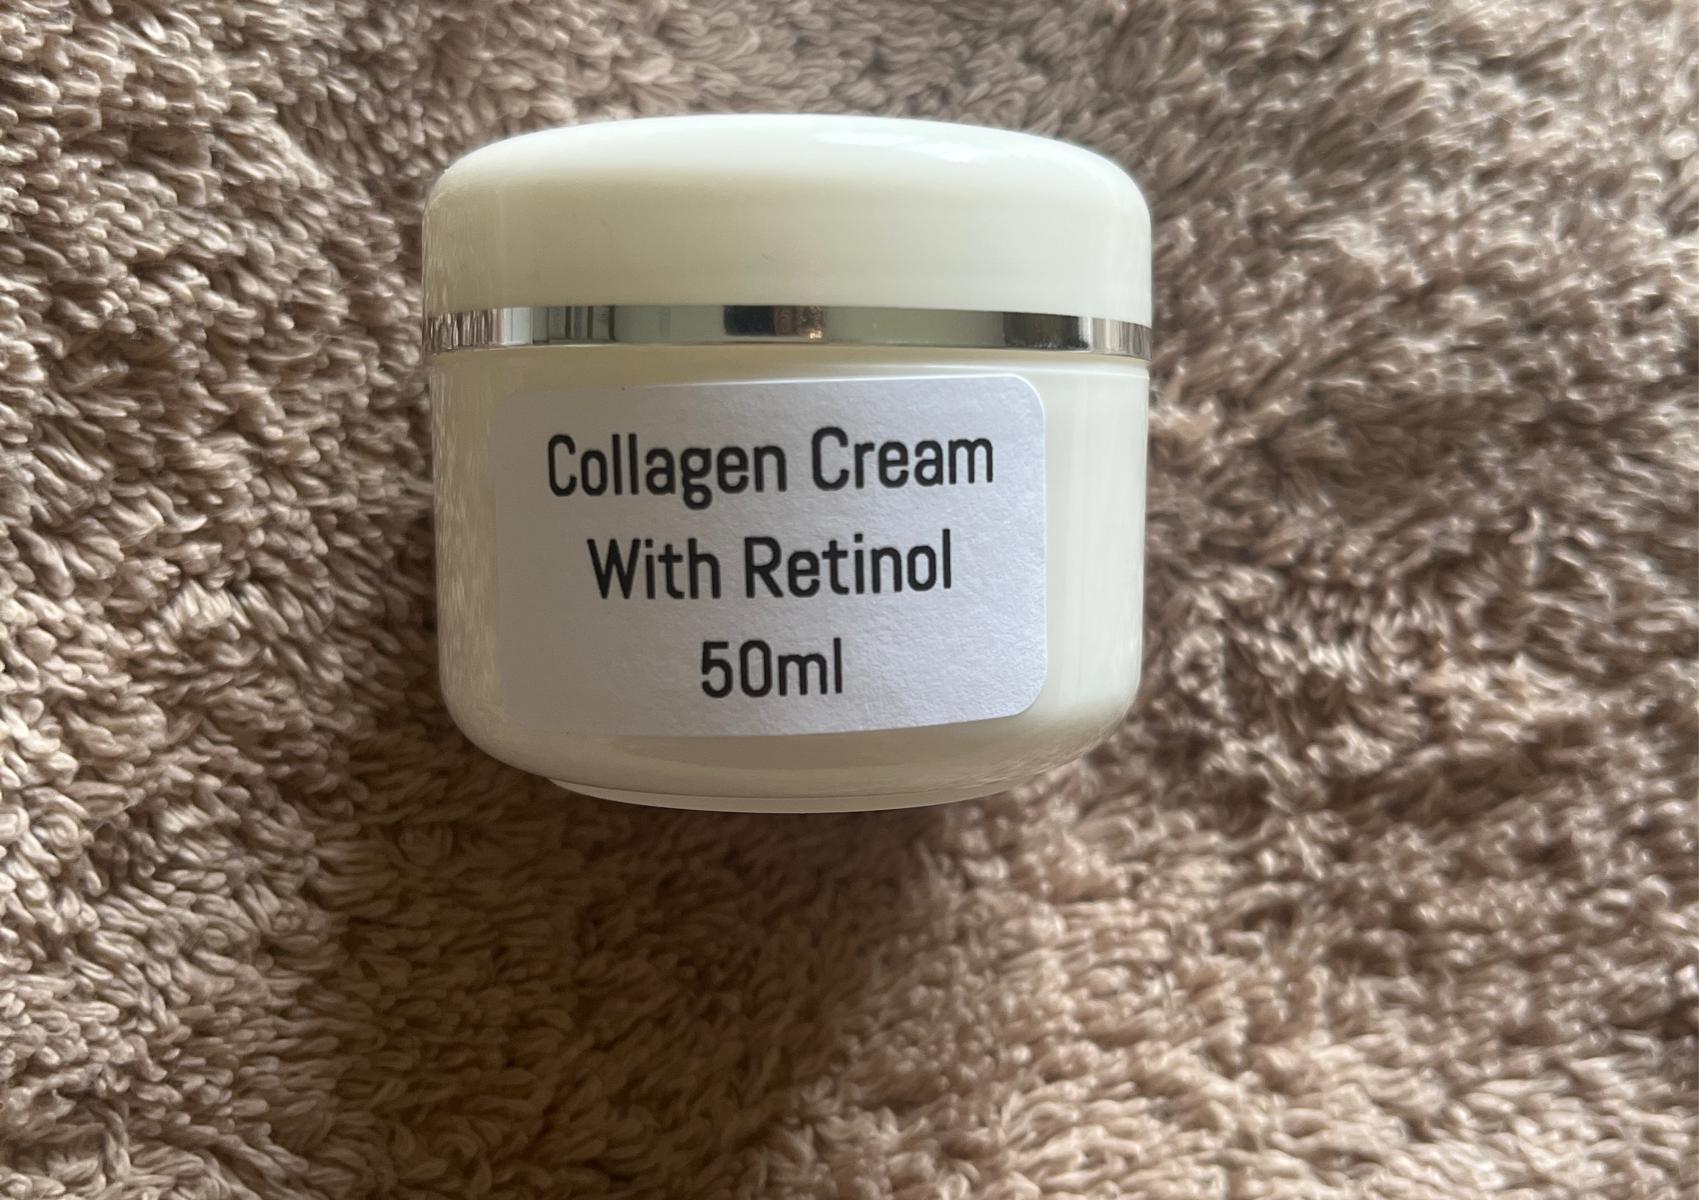 Collagen Cream
With Retinol
50ml